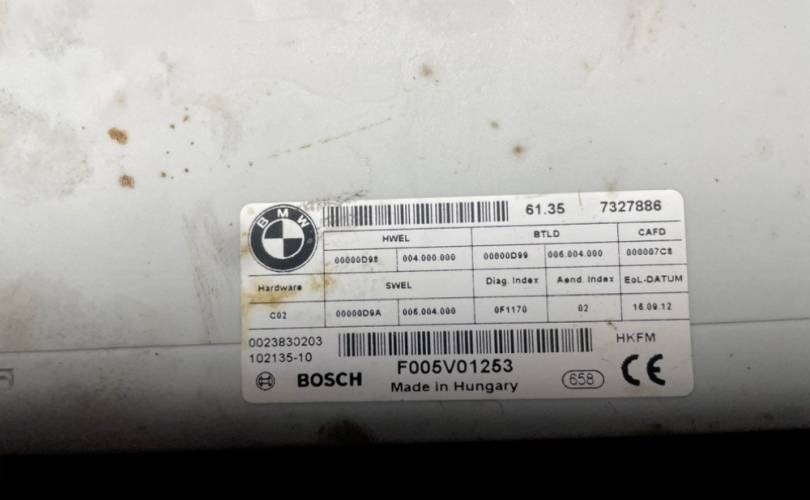 BMW
61.35 7327886
HWEL BTLD CAFD
00000D98 004.000.000 00000D99 006.004.000 000007C8
Hardware SWEL Diag. Index Aend. Index EoL-DATUM
C02 00000D9A 006.004.000 0F1170 02 16.09.12
0023830203 HKFM
102135-10
BOSCH F005V01253 658 CE
Made in Hungary